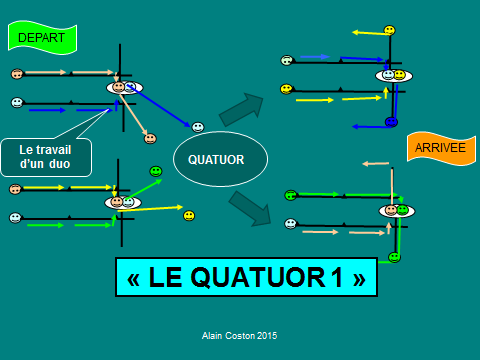 DEPART
Le travail
d'un duo
QUATUOR
ARRIVEE
« LE QUATUOR 1 »
Alain Coston 2015